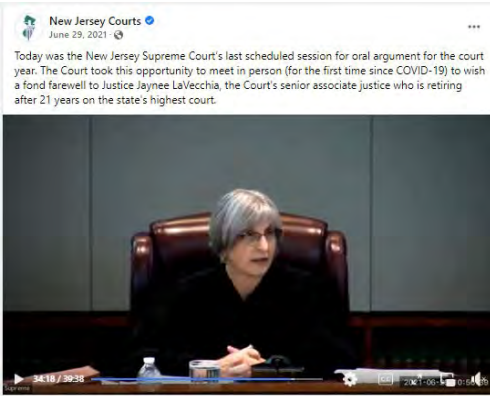 New Jersey Courts
June 29, 2021 ·
Today was the New Jersey Supreme Court's last scheduled session for oral argument for the court
year. The Court took this opportunity to meet in person (for the first time since COVID-19) to wish
a fond farewell to Justice Jaynee LaVecchia, the Court's senior associate justice who is retiring
after 21 years on the state's highest court.
34:18 / 39:38
Supreme